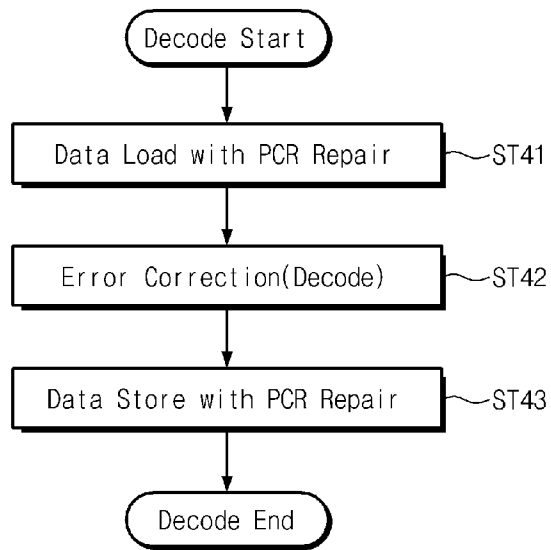 Decode Start
Data Load with PCR Repair
ST41
Error Correction(Decode)
ST42
Data Store with PCR Repair
ST43
Decode End